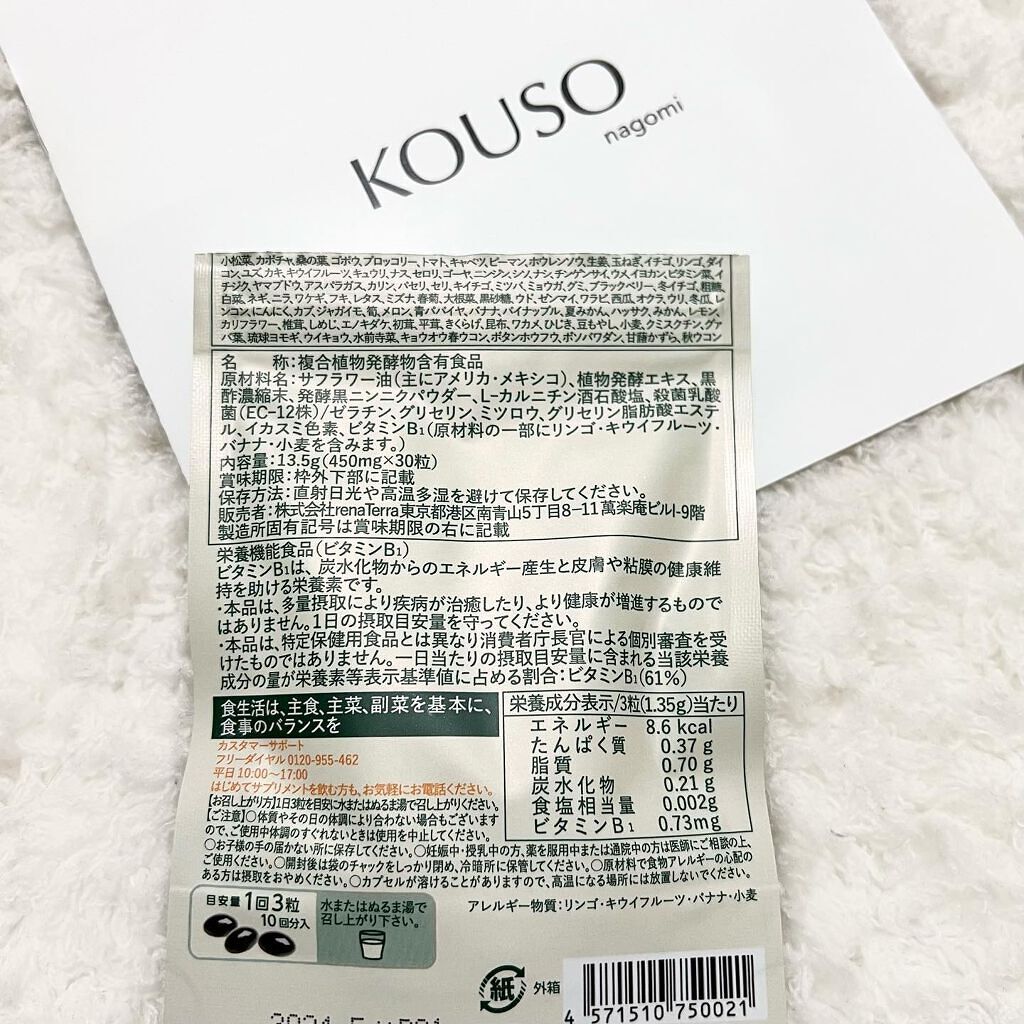 KOUSO
nagomi
小松菜、カボチャ、桑の葉、ゴボウ、ブロッコリー、トマト、キャベツ、ピーマン、ホウレンソウ、生姜、玉ねぎ、イチゴ、リンゴ、ダイ
コン、ユズ、カキ、キウイフルーツ、キュウリ、ナス、セロリ、ゴーヤ、ニンジン、シソ、ナシ、チンゲンサイ、ウメ、イヨカン、ビタミン菜、イ
チジク、ヤマブドウ、アスパラガス、カリン、パセリ、セリ、キイチゴ、ミツバ、ミョウガ、グミ、ブラックベリー、冬イチゴ、粗糖、
白菜、ネギ、ニラ、ワケギ、フキ、レタス、ミズナ、春菊、大根菜、黒砂糖、ウド、ゼンマイ、ワラビ、西瓜、オクラ、ウリ、冬瓜、レ
ンコン、にんにく、カブ、ジャガイモ、筍、メロン、青パパイヤ、バナナ、パイナップル、夏みかん、ハッサク、みかん、レモン、
カリフラワー、椎茸、しめじ、エノキダケ、初茸、平茸、きくらげ、昆布、ワカメ、ひじき、豆もやし、小麦、クミスクチン、グァ
バ葉、琉球ヨモギ、ウイキョウ、水前寺菜、キョウオウ春ウコン、ボタンホウフウ、ホソバワダン、甘藷かずら、秋ウコン
名　　称:複合植物発酵物含有食品
原材料名:サフラワー油(主にアメリカ・メキシコ)、植物発酵エキス、黒
酢濃縮末、発酵黒ニンニクパウダー、L-カルニチン酒石酸塩、殺菌乳酸
菌(EC-12株)/ゼラチン、グリセリン、ミツロウ、グリセリン脂肪酸エステ
ル、イカスミ色素、ビタミンB₁(原材料の一部にリンゴ・キウイフルーツ・
バナナ・小麦を含みます。)
内容量:13.5g(450mg×30粒)
賞味期限:枠外下部に記載
保存方法:直射日光や高温多湿を避けて保存してください。
販売者:株式会社renaTerra東京都港区南青山5丁目8-11萬楽庵ビルI-9階
製造所固有記号は賞味期限の右に記載
栄養機能食品(ビタミンB₁)
ビタミンB₁は、炭水化物からのエネルギー産生と皮膚や粘膜の健康維
持を助ける栄養素です。
・本品は、多量摂取により疾病が治癒したり、より健康が増進するもので
はありません。1日の摂取目安量を守ってください。
・本品は、特定保健用食品とは異なり消費者庁長官による個別審査を受
けたものではありません。一日当たりの摂取目安量に含まれる当該栄養
成分の量が栄養素等表示基準値に占める割合:ビタミンB₁(61%)
食生活は、主食、主菜、副菜を基本に、
食事のバランスを
カスタマーサポート
フリーダイヤル 0120-955-462
平日 10:00〜17:00
はじめてサプリメントを飲む方も、お気軽にお電話ください。
栄養成分表示/3粒(1.35g)当たり
エネルギー 8.6 kcal
たんぱく質 0.37 g
脂質 0.70 g
炭水化物 0.21 g
食塩相当量 0.002g
ビタミンB₁ 0.73mg
【お召し上がり方】1日3粒を目安に水またはぬるま湯で召し上がりください。
【ご注意】○体質やその日の体調により合わない場合もございます
ので、ご使用中体調のすぐれないときは使用を中止してください。
○お子様の手の届かない所に保存してください。○妊娠中・授乳中の方、薬を服用中または通院中の方は医師にご相談の上、
ご使用ください。○開封後は袋のチャックをしっかり閉め、冷暗所に保管してください。○原材料で食物アレルギーの心配の
ある方は摂取をおやめください。○カプセルが溶けることがありますので、高温になる場所には放置しないでください。
アレルギー物質:リンゴ・キウイフルーツ・バナナ・小麦
目安量 1回3粒
10回分入
水またはぬるま湯で
召し上がり下さい。
紙
外箱
4 571510 750021